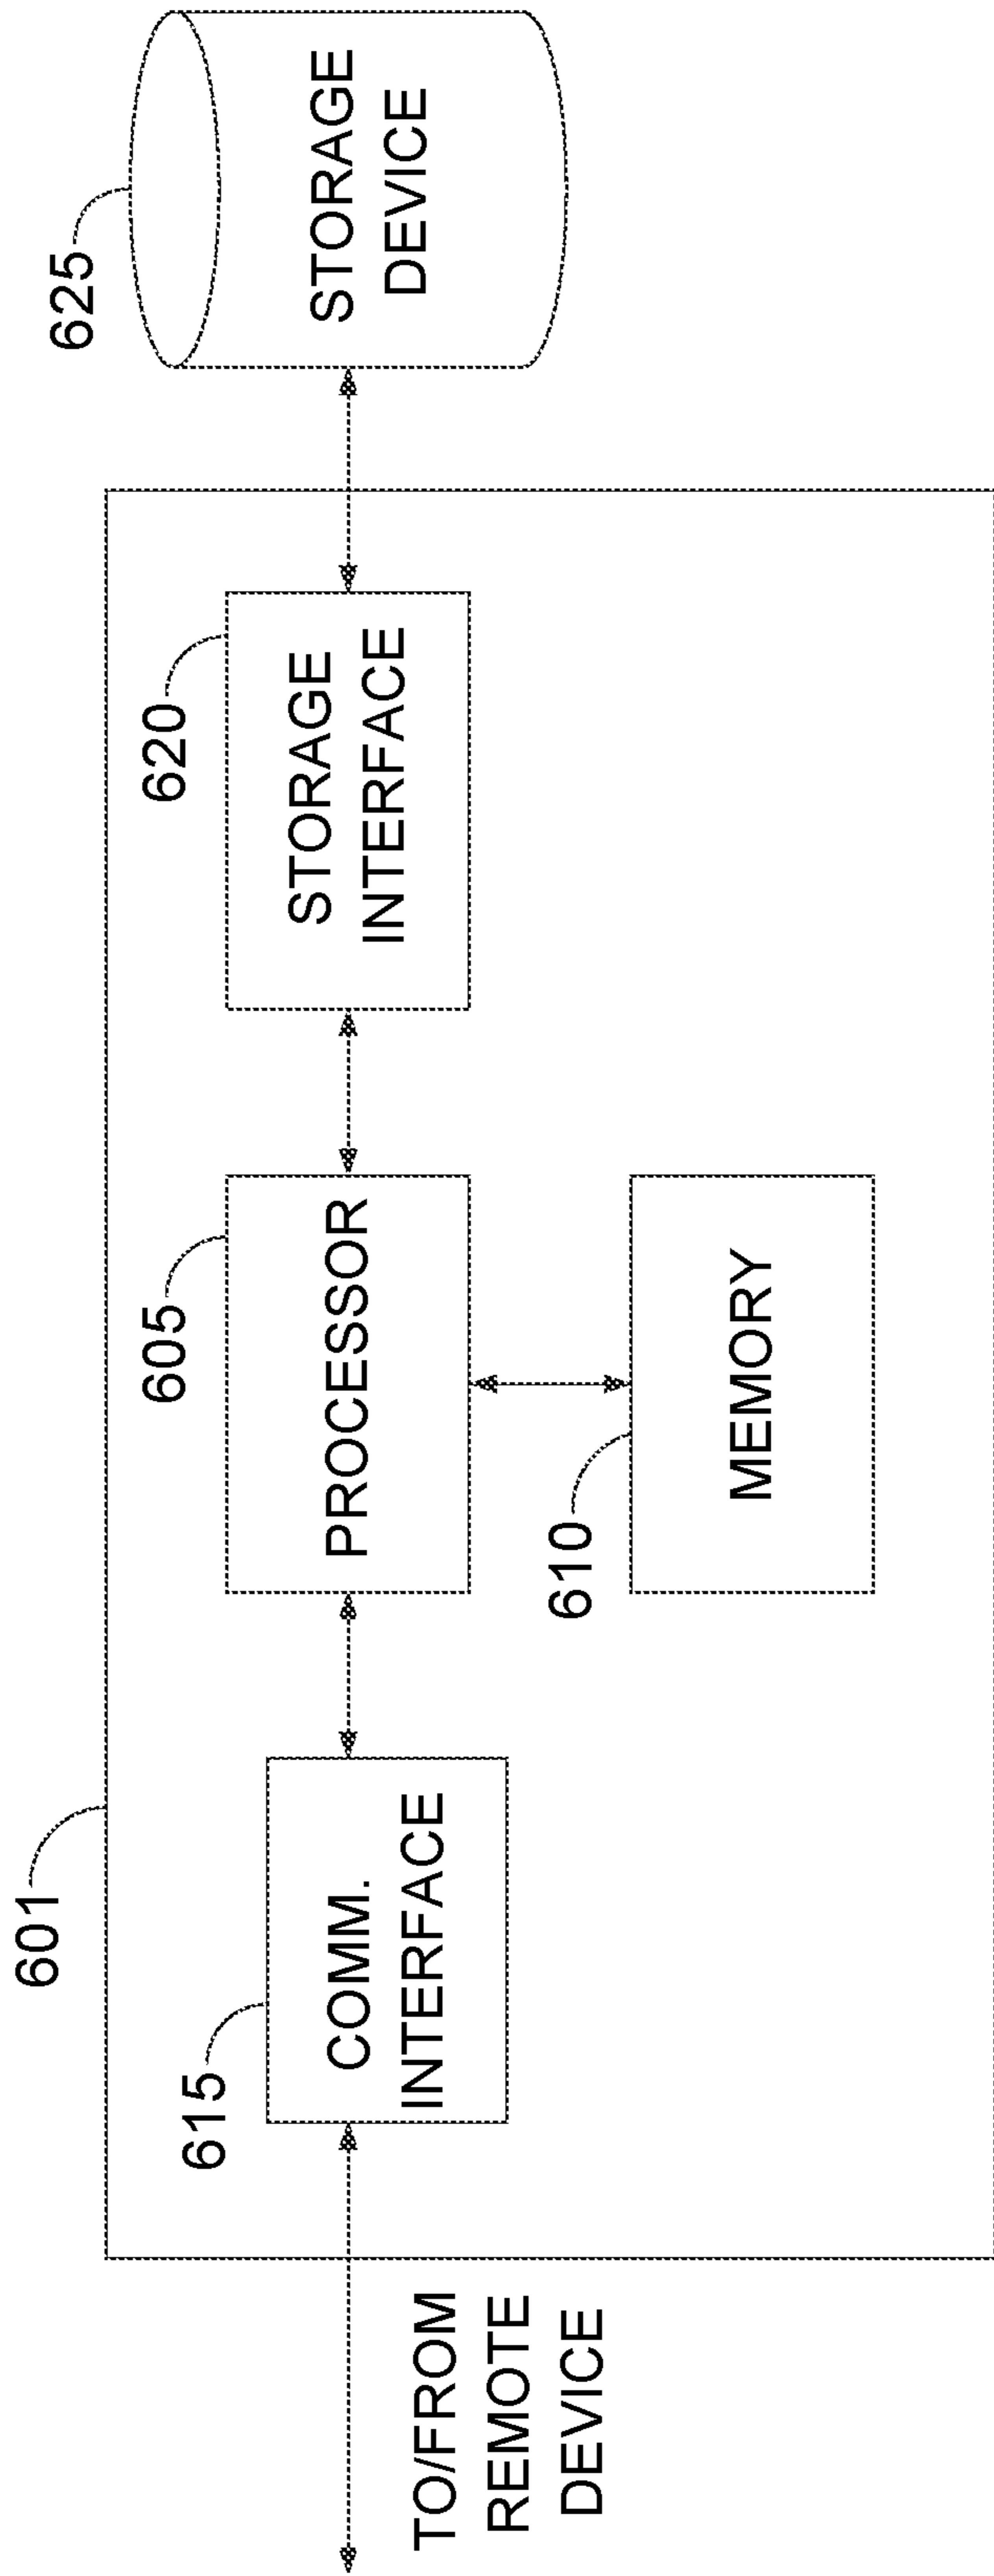 601
615
COMM.
INTERFACE
TO/FROM
REMOTE
DEVICE
605
PROCESSOR
610
MEMORY
620
STORAGE
INTERFACE
625
STORAGE
DEVICE